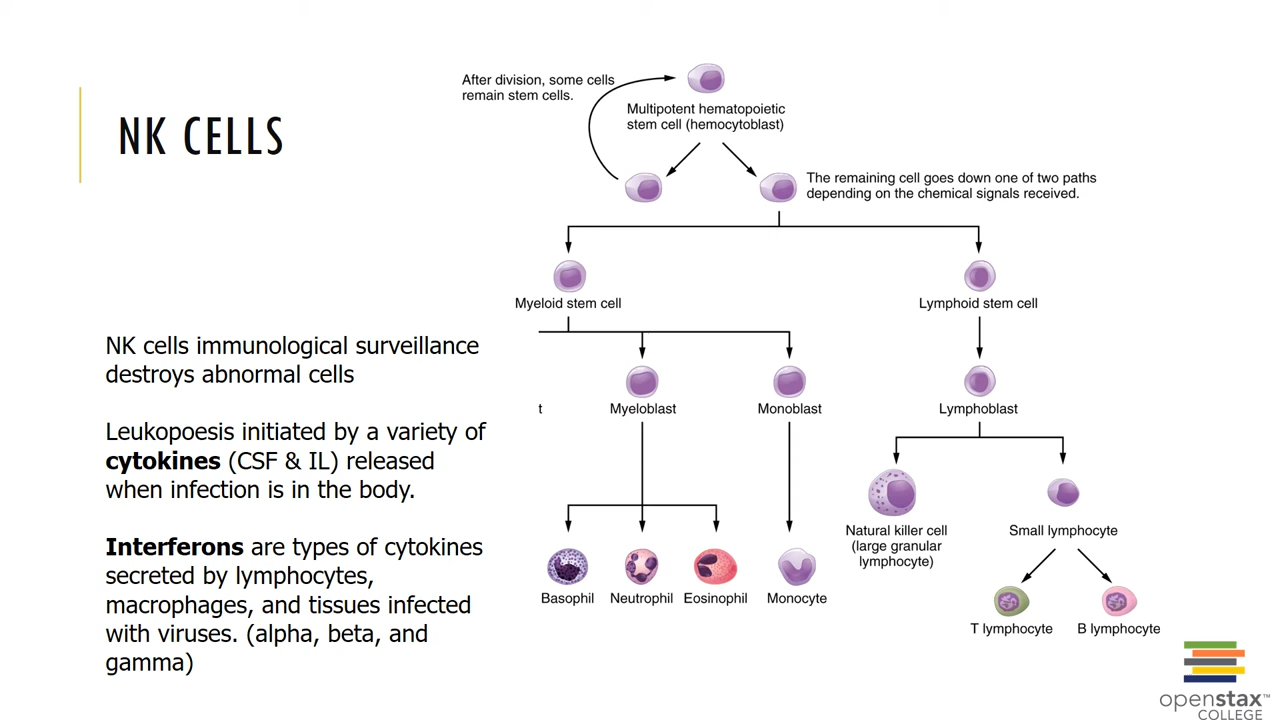 NK CELLS
NK cells immunological surveillance
destroys abnormal cells
Leukopoesis initiated by a variety of
cytokines (CSF & IL) released
when infection is in the body.
Interferons are types of cytokines
secreted by lymphocytes,
macrophages, and tissues infected
with viruses. (alpha, beta, and
gamma)
After division, some cells
remain stem cells.
Multipotent hematopoietic
stem cell (hemocytoblast)
The remaining cell goes down one of two paths
depending on the chemical signals received.
Myeloid stem cell
Lymphoid stem cell
t
Myeloblast
Monoblast
Lymphoblast
Basophil
Neutrophil
Eosinophil
Monocyte
Natural killer cell
(large granular
lymphocyte)
Small lymphocyte
T lymphocyte
B lymphocyte
openstax™
COLLEGE